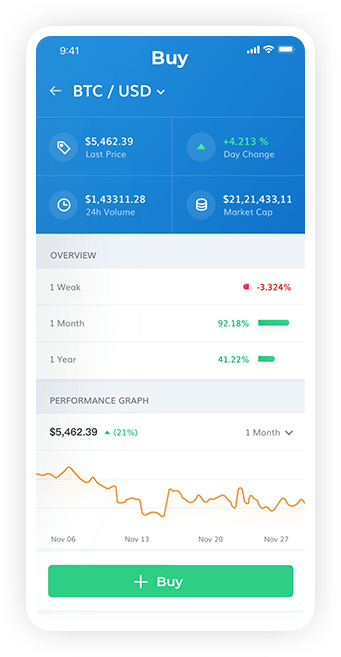 9:41
Buy
BTC / USD
$5,462.39
Last Price
+4.213 %
Day Change
$1,43311.28
24h Volume
$21,21,433,11
Market Cap
OVERVIEW
1 Weak
-3.324%
1 Month
92.18%
1 Year
41.22%
PERFORMANCE GRAPH
$5,462.39 (21%)
1 Month
Nov 06 Nov 13 Nov 20 Nov 27
+ Buy